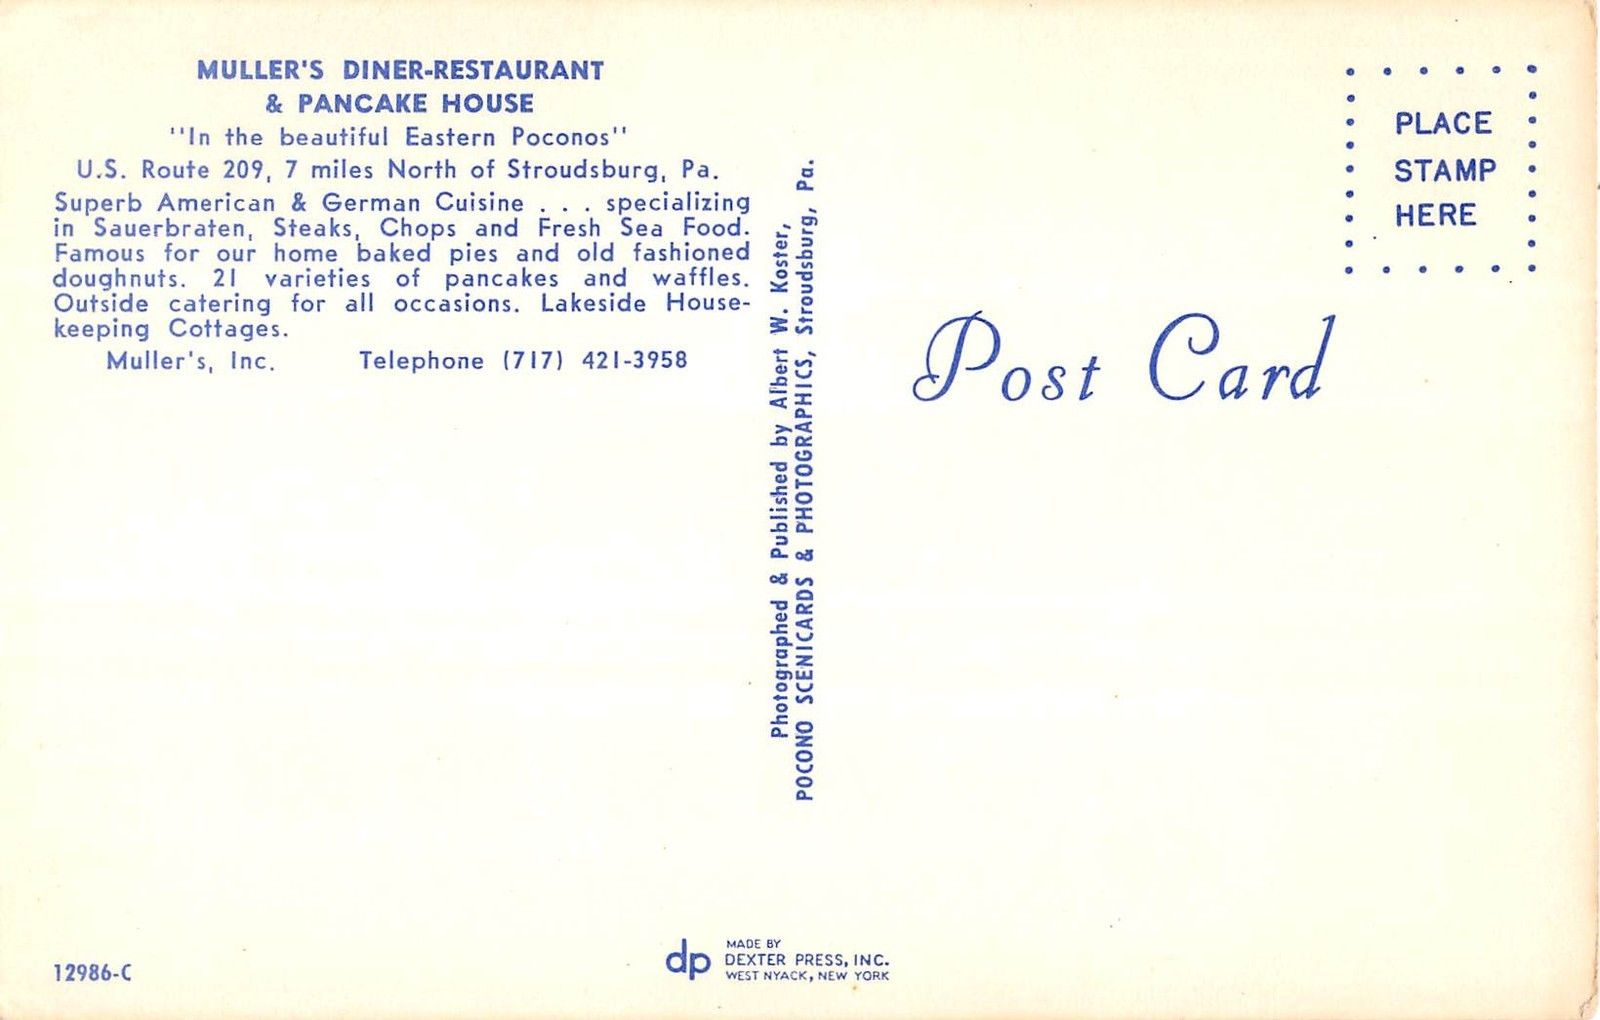 MULLER'S DINER-RESTAURANT
& PANCAKE HOUSE
"In the beautiful Eastern Poconos"
U.S. Route 209, 7 miles North of Stroudsburg, Pa.
Superb American & German Cuisine . . . specializing
in Sauerbraten, Steaks, Chops and Fresh Sea Food.
Famous for our home baked pies and old fashioned
doughnuts. 21 varieties of pancakes and waffles.
Outside catering for all occasions. Lakeside House-
keeping Cottages.
Muller's, Inc. Telephone (717) 421-3958
Photographed & Published by Albert W. Koster,
POCONO SCENICARDS & PHOTOGRAPHICS, Stroudsburg, Pa.
PLACE
STAMP
HERE
Post Card
12986-C
dp
MADE BY
DEXTER PRESS, INC.
WEST NYACK, NEW YORK